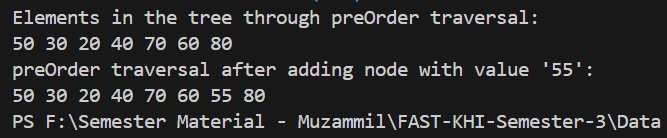 Elements in the tree through preOrder traversal:
50 30 20 40 70 60 80
preOrder traversal after adding node with value '55':
50 30 20 40 70 60 55 80
PS F:\Semester Material - Muzammil\FAST-KHI-Semester-3\Data